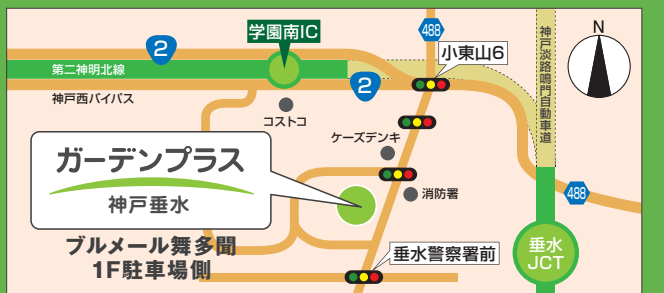 学園南IC
488
N
2
小東山6
第二神明北線
2
神戸淡路鳴門自動車道
神戸西バイパス
コストコ
ケーズデンキ
ガーデンプラス
神戸垂水
消防署
488
ブルメール舞多聞
1F駐車場側
垂水警察署前
垂水
JCT